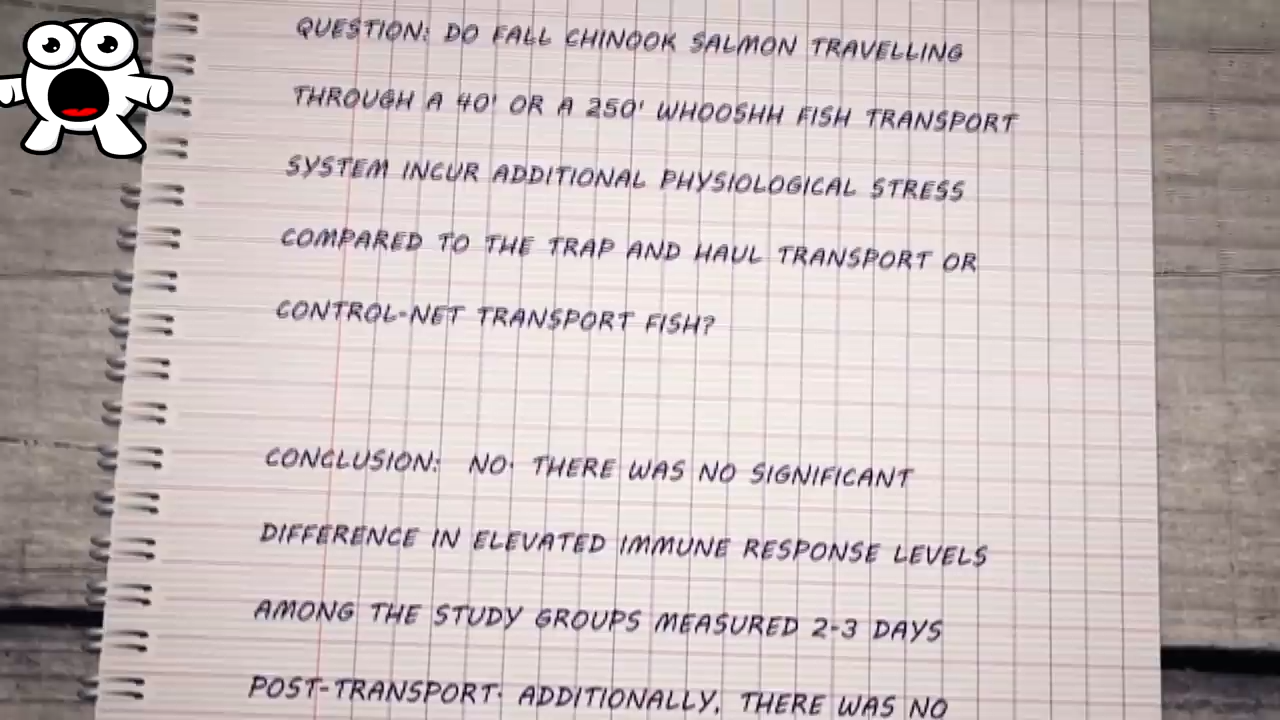 QUESTION: DO FALL CHINOOK SALMON TRAVELLING
THROUGH A 40' OR A 250' WHOOSHH FISH TRANSPORT
SYSTEM INCUR ADDITIONAL PHYSIOLOGICAL STRESS
COMPARED TO THE TRAP AND HAUL TRANSPORT OR
CONTROL-NET TRANSPORT FISH?
CONCLUSION: NO. THERE WAS NO SIGNIFICANT
DIFFERENCE IN ELEVATED IMMUNE RESPONSE LEVELS
AMONG THE STUDY GROUPS MEASURED 2-3 DAYS
POST-TRANSPORT. ADDITIONALLY, THERE WAS NO